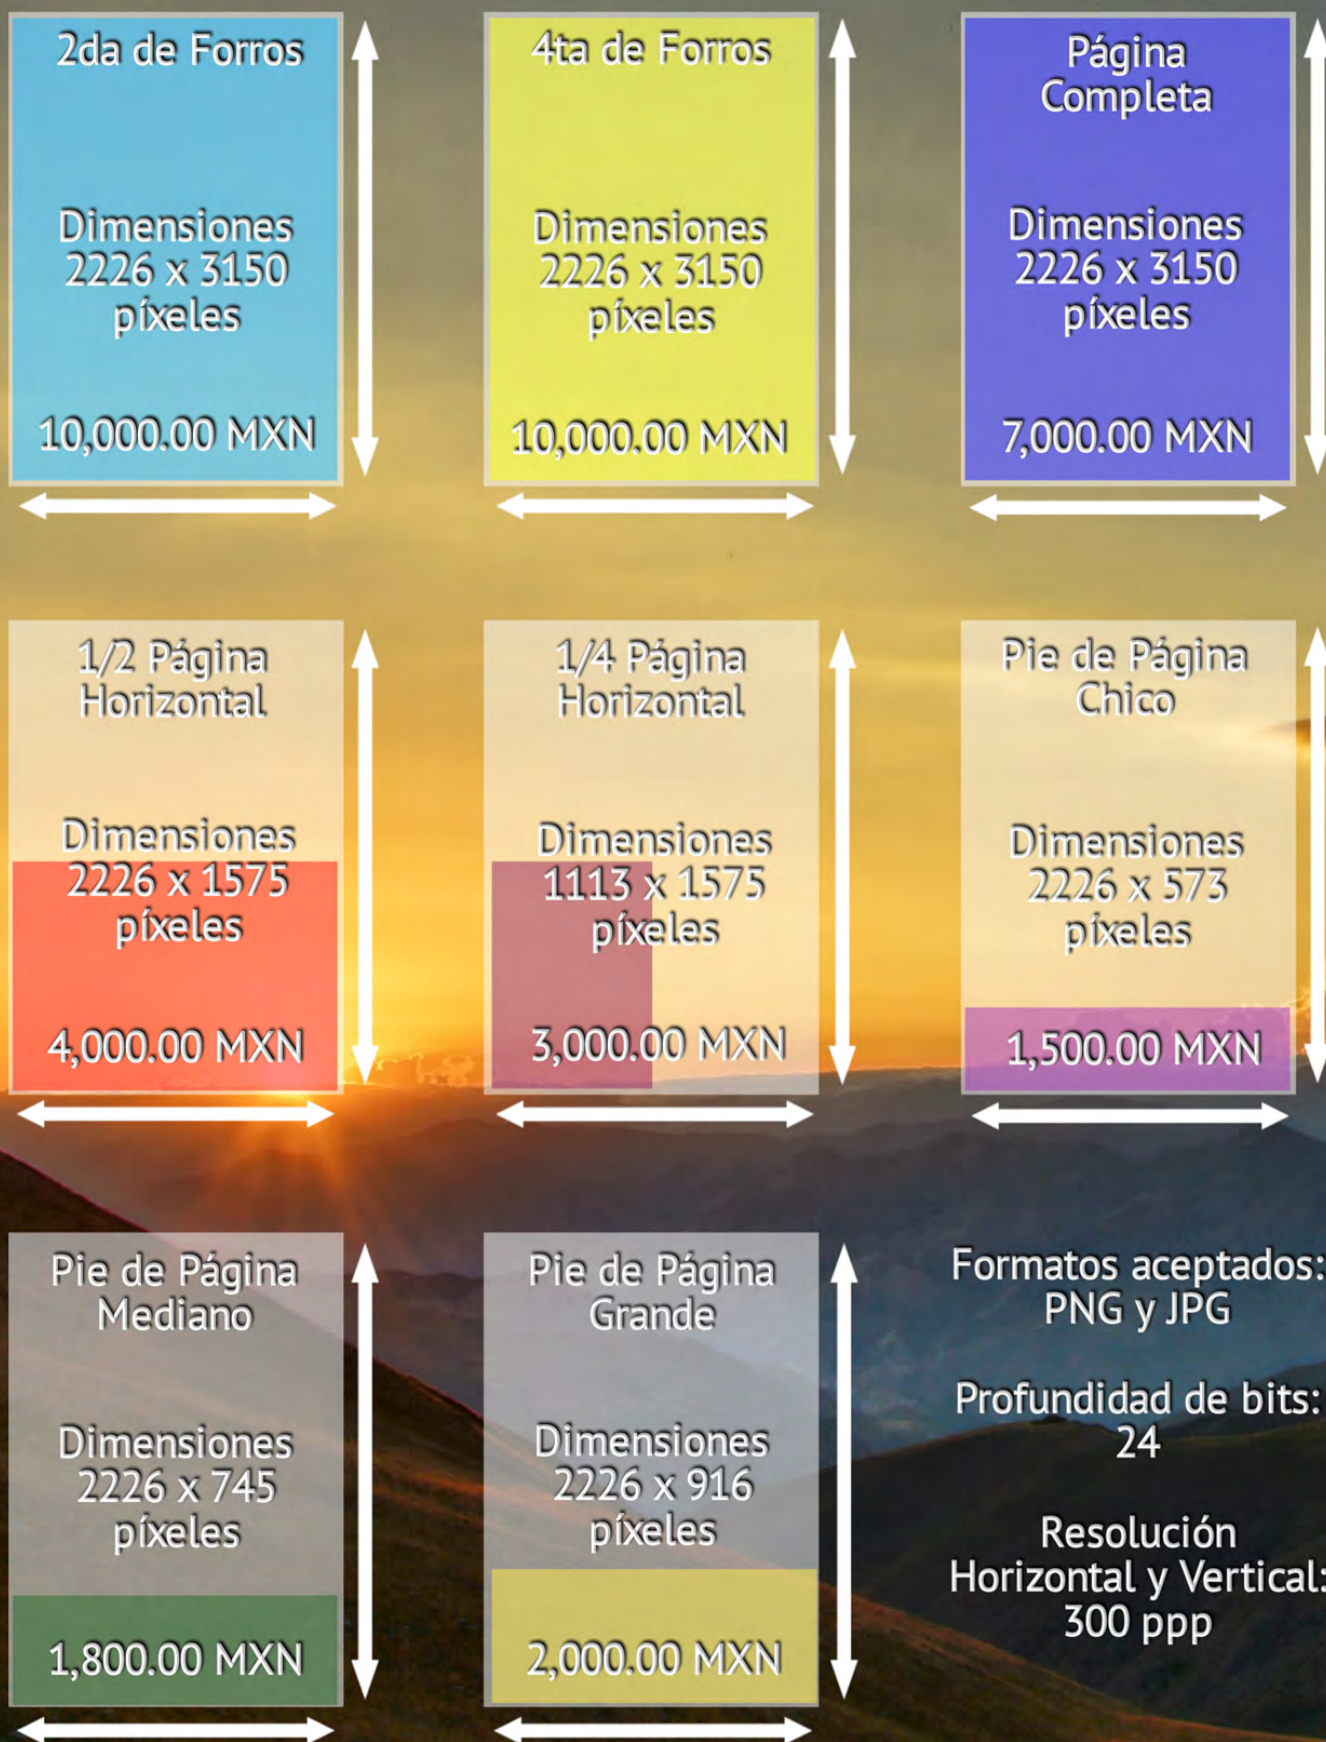 2da de Forros
Dimensiones
2226 x 3150
píxeles
10,000.00 MXN
4ta de Forros
Dimensiones
2226 x 3150
píxeles
10,000.00 MXN
Página
Completa
Dimensiones
2226 x 3150
píxeles
7,000.00 MXN
1/2 Página
Horizontal
Dimensiones
2226 x 1575
píxeles
4,000.00 MXN
1/4 Página
Horizontal
Dimensiones
1113 x 1575
píxeles
3,000.00 MXN
Pie de Página
Chico
Dimensiones
2226 x 573
píxeles
1,500.00 MXN
Pie de Página
Mediano
Dimensiones
2226 x 745
píxeles
1,800.00 MXN
Pie de Página
Grande
Dimensiones
2226 x 916
píxeles
2,000.00 MXN
Formatos aceptados:
PNG y JPG
Profundidad de bits:
24
Resolución
Horizontal y Vertical:
300 ppp